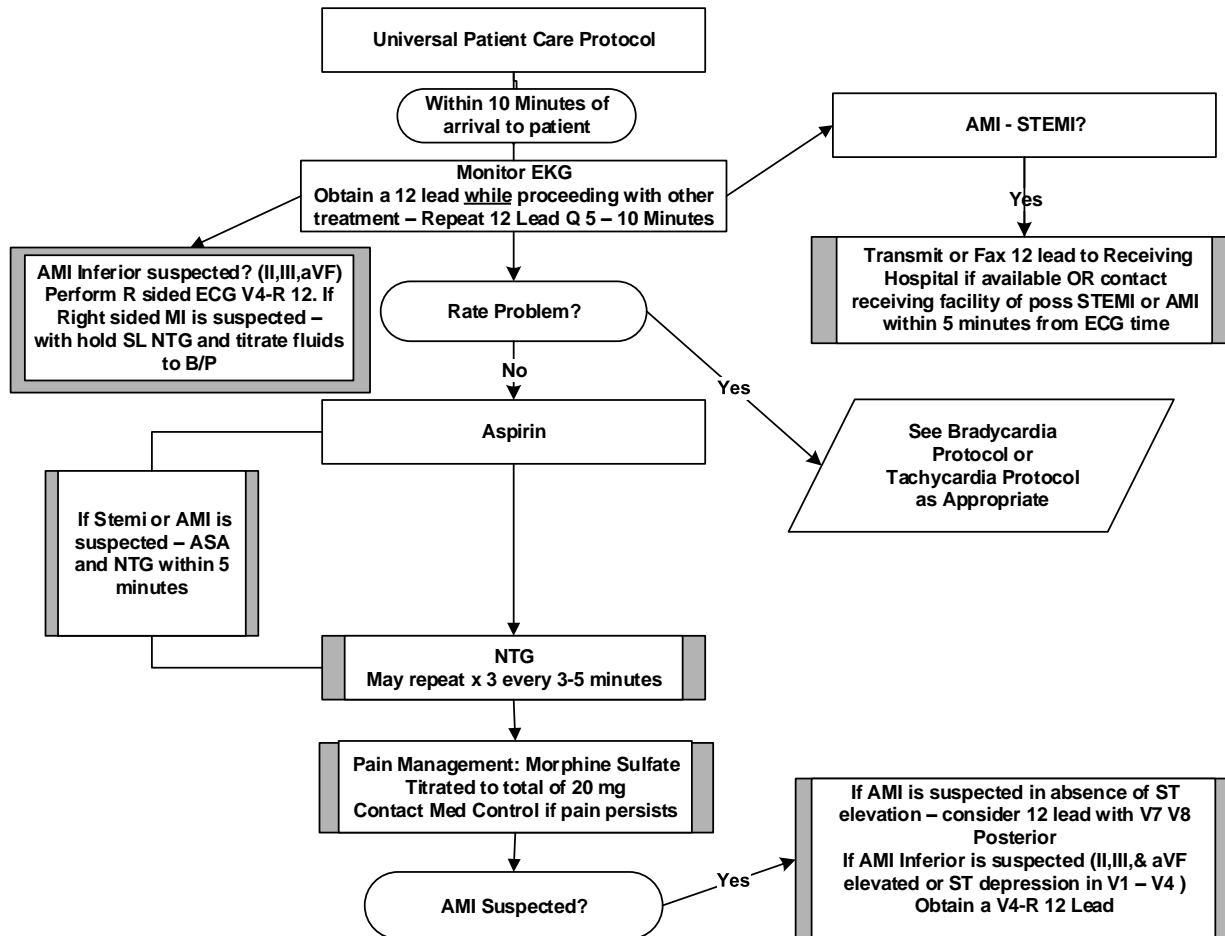 Universal Patient Care Protocol
Within 10 Minutes of
arrival to patient
AMI - STEMI?
Monitor EKG
Obtain a 12 lead while proceeding with other
treatment – Repeat 12 Lead Q 5 – 10 Minutes
Yes
AMI Inferior suspected? (II,III,aVF)
Perform R sided ECG V4-R 12. If
Right sided MI is suspected –
with hold SL NTG and titrate fluids
to B/P
Transmit or Fax 12 lead to Receiving
Hospital if available OR contact
receiving facility of poss STEMI or AMI
within 5 minutes from ECG time
Rate Problem?
No
Yes
Aspirin
See Bradycardia
Protocol or
Tachycardia Protocol
as Appropriate
If Stemi or AMI is
suspected – ASA
and NTG within 5
minutes
NTG
May repeat x 3 every 3-5 minutes
Pain Management: Morphine Sulfate
Titrated to total of 20 mg
Contact Med Control if pain persists
AMI Suspected?
Yes
If AMI is suspected in absence of ST
elevation – consider 12 lead with V7 V8
Posterior
If AMI Inferior is suspected (II,III,& aVF
elevated or ST depression in V1 – V4 )
Obtain a V4-R 12 Lead